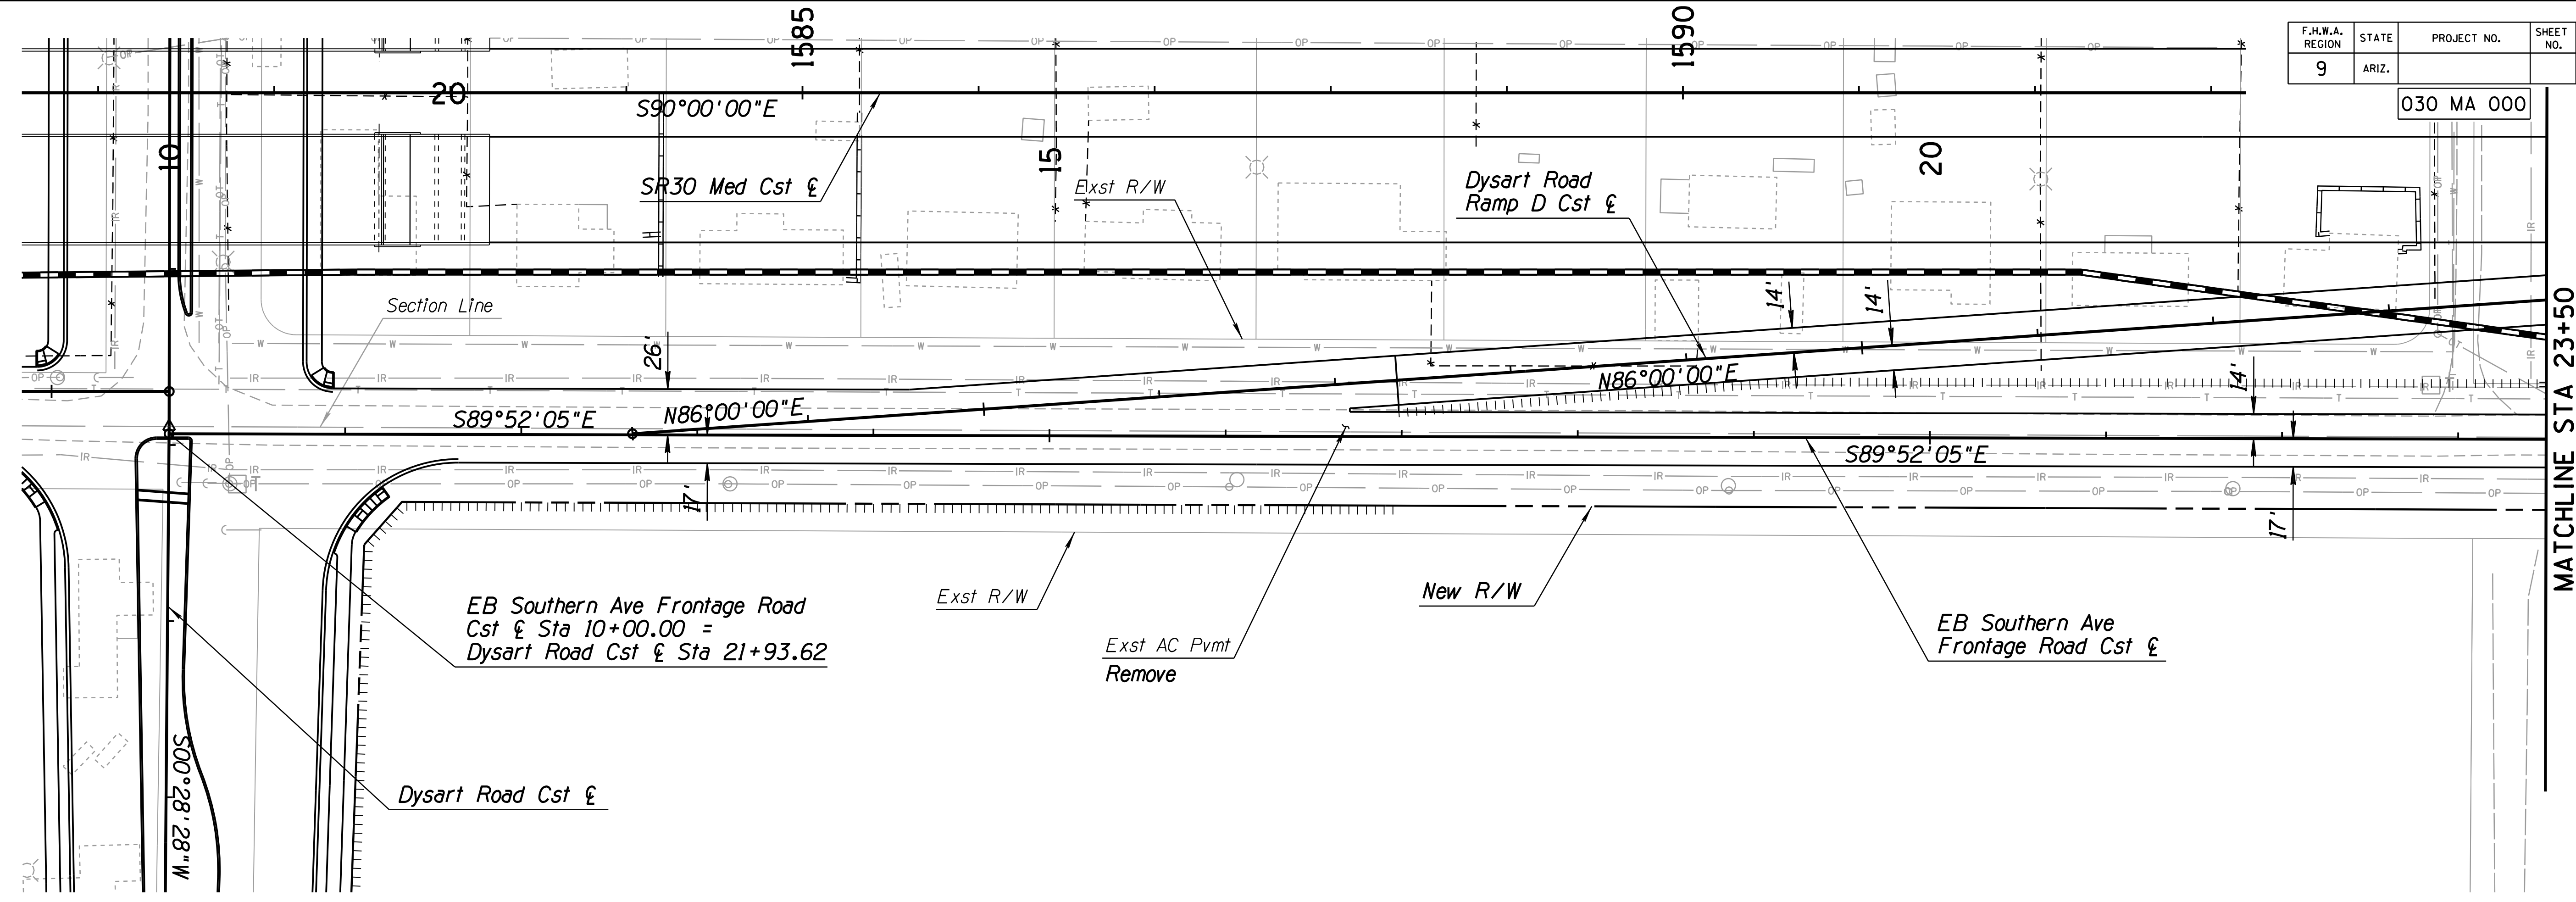 1585
1590
F.H.W.A. REGION
STATE
PROJECT NO.
SHEET NO.
9
ARIZ.
030 MA 000
20
S90°00'00"E
10
15
20
SR30 Med Cst ℄
Exst R/W
Dysart Road
Ramp D Cst ℄
Section Line
14'
14'
26'
N86°00'00"E
14'
S89°52'05"E
N86°00'00"E
S89°52'05"E
17'
17'
MATCHLINE STA 23+50
EB Southern Ave Frontage Road
Cst ℄ Sta 10+00.00 =
Dysart Road Cst ℄ Sta 21+93.62
Exst R/W
New R/W
Exst AC Pvmt
Remove
EB Southern Ave
Frontage Road Cst ℄
Dysart Road Cst ℄
S00°28'28"W